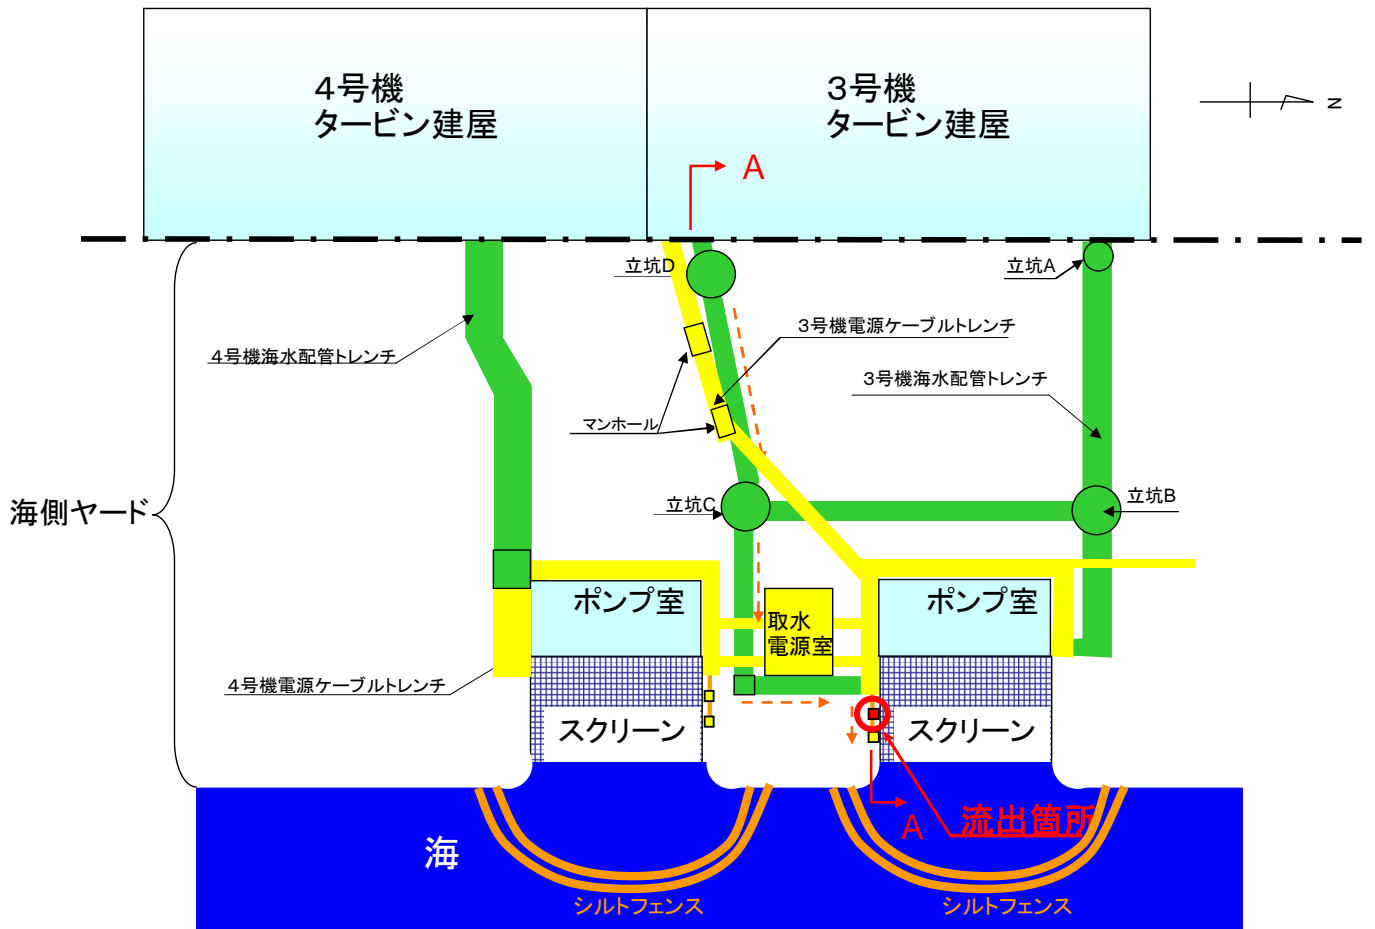 4号機
タービン建屋
3号機
タービン建屋
N
A
立坑D
立坑A
3号機電源ケーブルトレンチ
4号機海水配管トレンチ
3号機海水配管トレンチ
マンホール
立坑C
立坑B
海側ヤード
ポンプ室
取水
電源室
ポンプ室
4号機電源ケーブルトレンチ
スクリーン
スクリーン
A
流出箇所
海
シルトフェンス
シルトフェンス